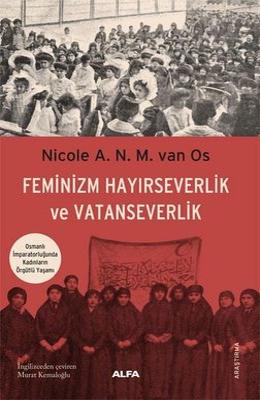 Nicole A. N. M. van Os
FEMİNİZM HAYIRSEVERLİK
ve VATANSEVERLİK
Osmanlı
İmparatorluğunda
Kadınların
Örgütlü Yaşamı
İngilizceden çeviren
Murat Kemaloğlu
ALFA
ARAŞTIRMA